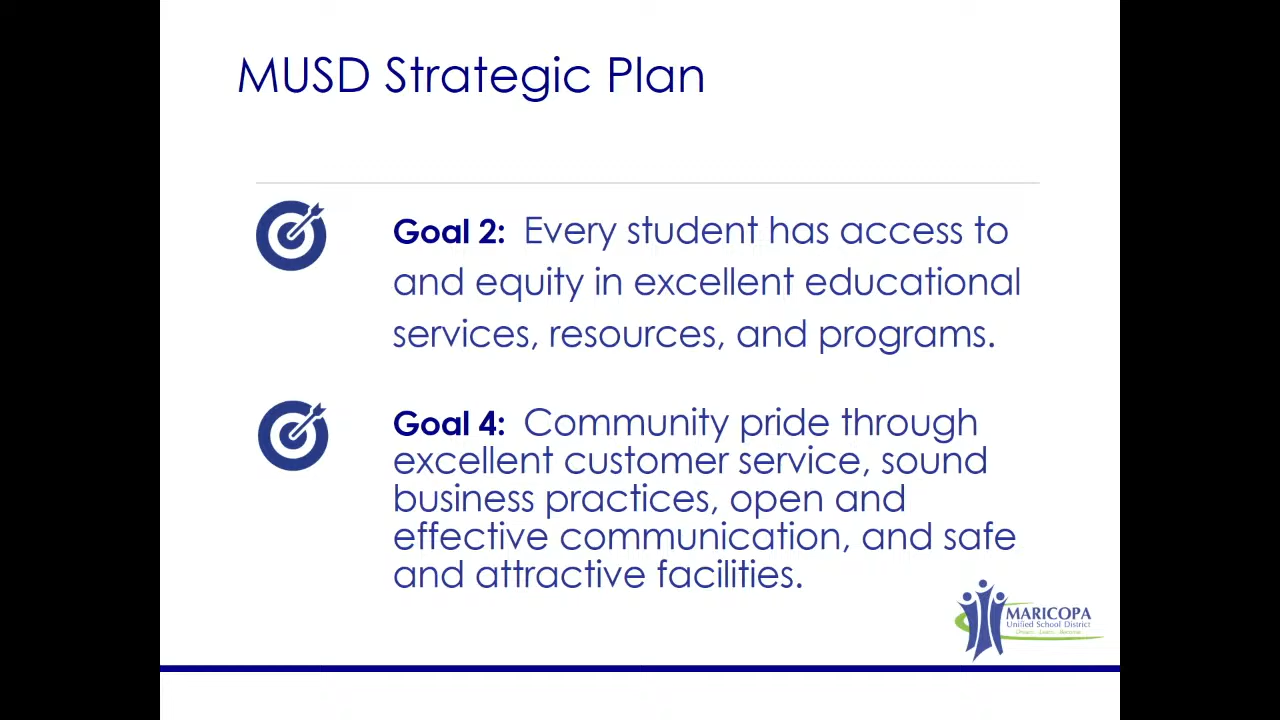 MUSD Strategic Plan
Goal 2: Every student has access to
and equity in excellent educational
services, resources, and programs.
Goal 4: Community pride through
excellent customer service, sound
business practices, open and
effective communication, and safe
and attractive facilities.
MARICOPA
Unified School District